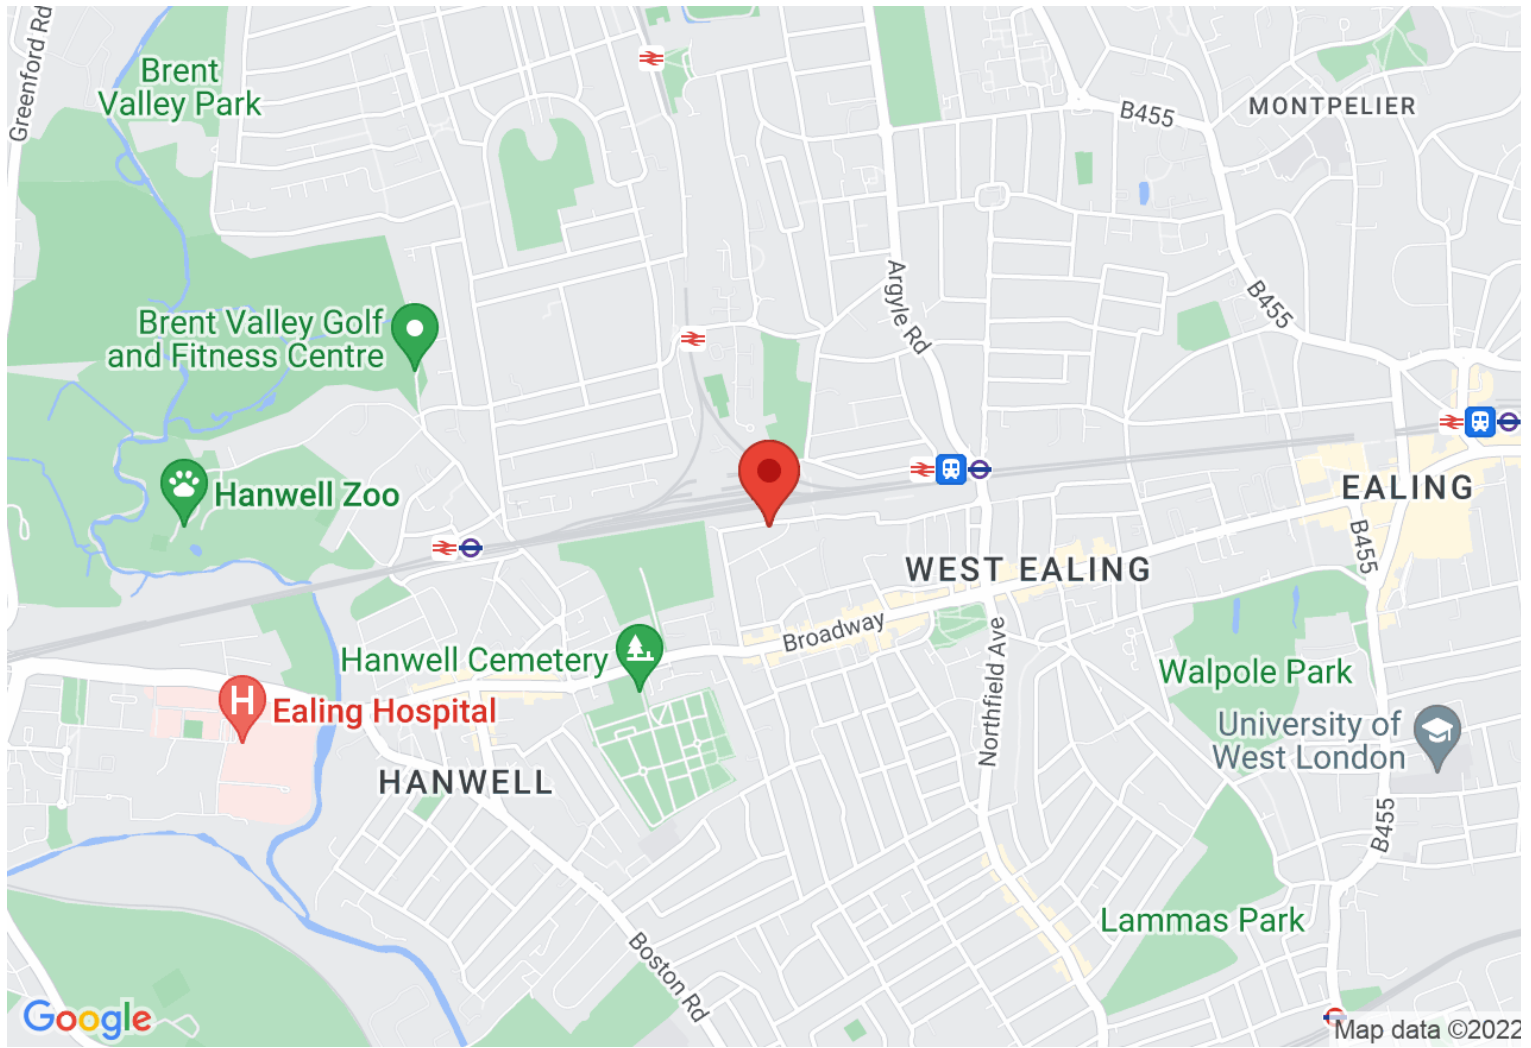 Greenford Rd
Brent
Valley Park
B455
MONTPELIER
Argyle Rd
B455
Brent Valley Golf
and Fitness Centre
Hanwell Zoo
EALING
B455
WEST EALING
Broadway
Hanwell Cemetery
Northfield Ave
Walpole Park
H
Ealing Hospital
University of
West London
HANWELL
B455
Lammas Park
Boston Rd
Google
Map data ©2022